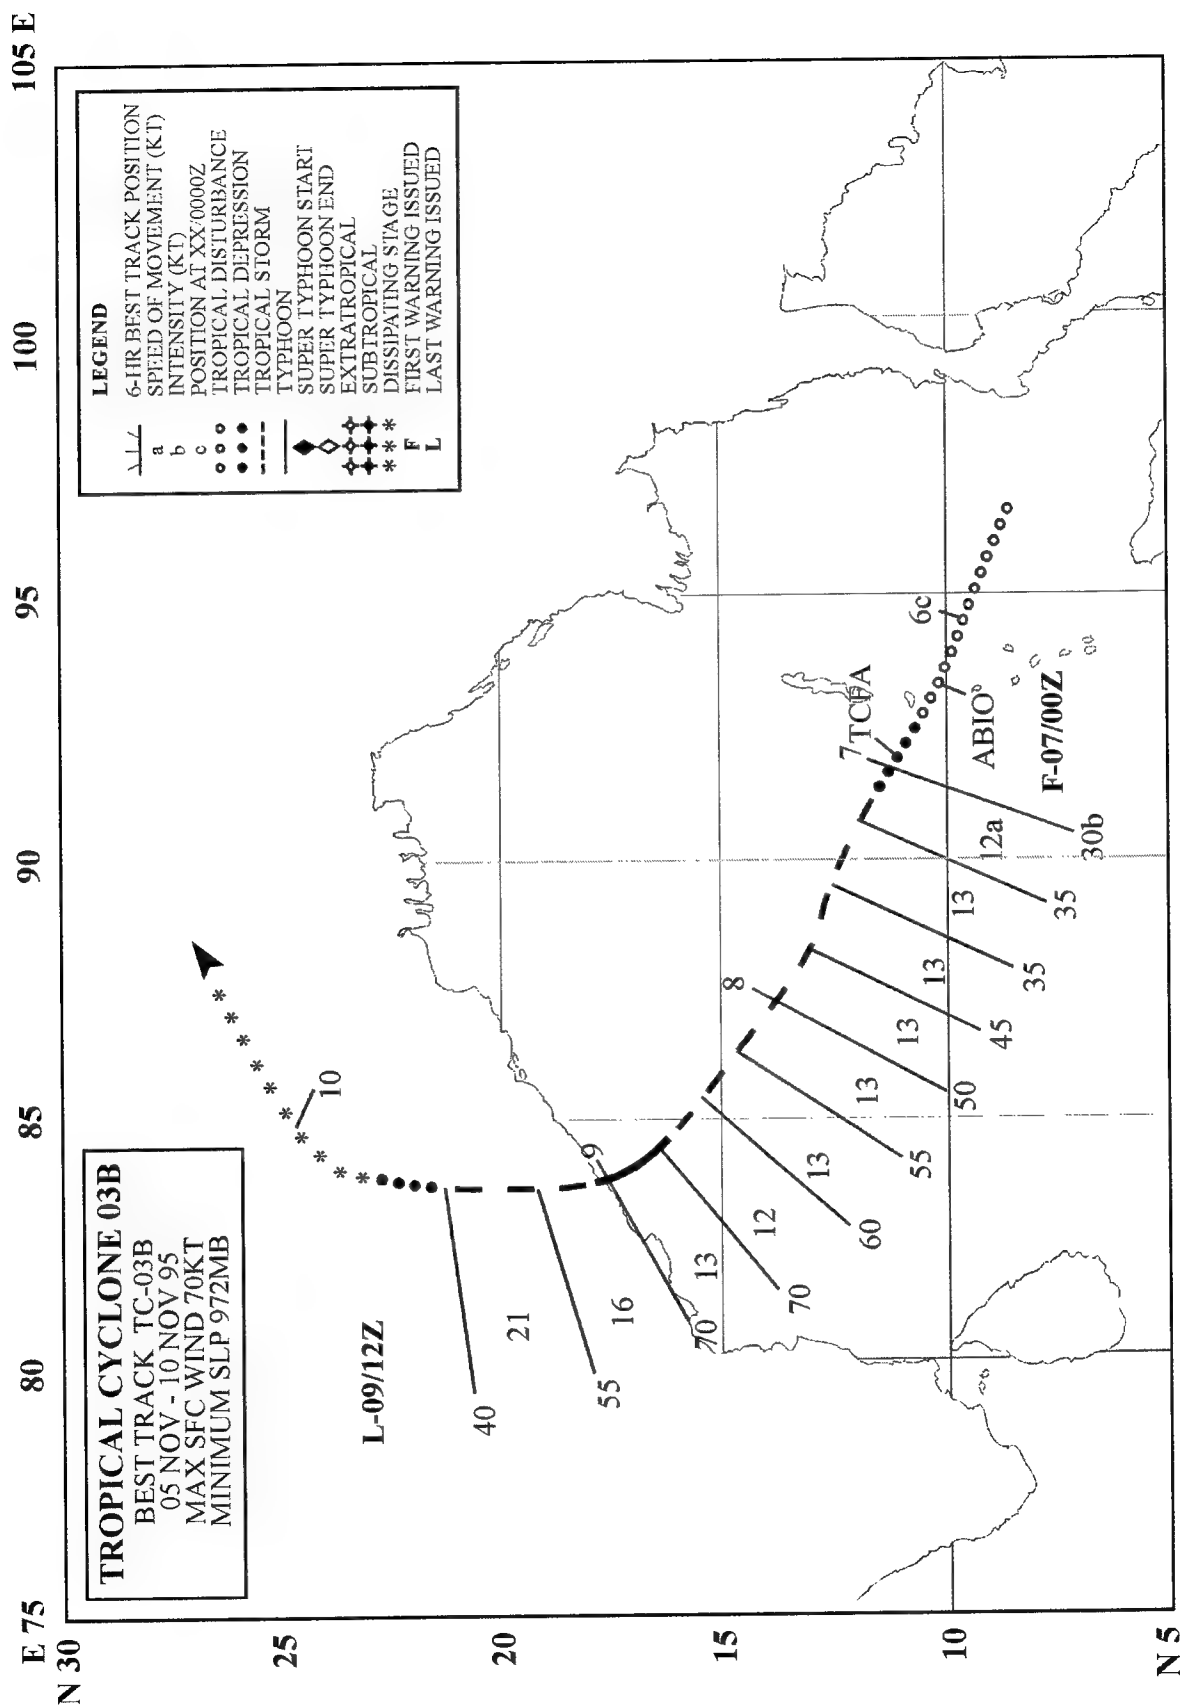 TROPICAL CYCLONE 03B
BEST TRACK TC-03B
05 NOV - 10 NOV 95
MAX SFC WIND 70KT
MINIMUM SLP 972MB
LEGEND
6-HR BEST TRACK POSITION
a SPEED OF MOVEMENT (KT)
b INTENSITY (KT)
c POSITION AT XX/0000Z
TROPICAL DISTURBANCE
TROPICAL DEPRESSION
TROPICAL STORM
TYPHOON
SUPER TYPHOON START
SUPER TYPHOON END
EXTRATROPICAL
SUBTROPICAL
*** DISSIPATING STAGE
F FIRST WARNING ISSUED
L LAST WARNING ISSUED
E 75
80
85
90
95
100
105 E
N 30
25
20
15
10
N 5
10
L-09/12Z
40
21
55
16
9
70
13
70
12
60
13
55
13
8
50
13
45
13
35
13
35
12a
30b
7
TCFA
ABIO
F-07/00Z
6c